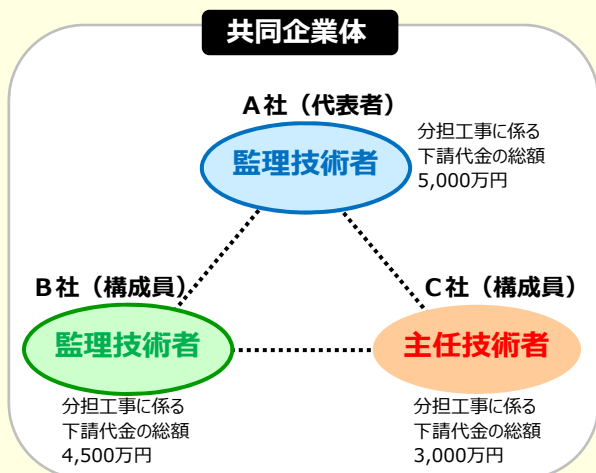 共同企業体
A社（代表者）
監理技術者
分担工事に係る
下請代金の総額
5,000万円
B社（構成員）
監理技術者
分担工事に係る
下請代金の総額
4,500万円
C社（構成員）
主任技術者
分担工事に係る
下請代金の総額
3,000万円